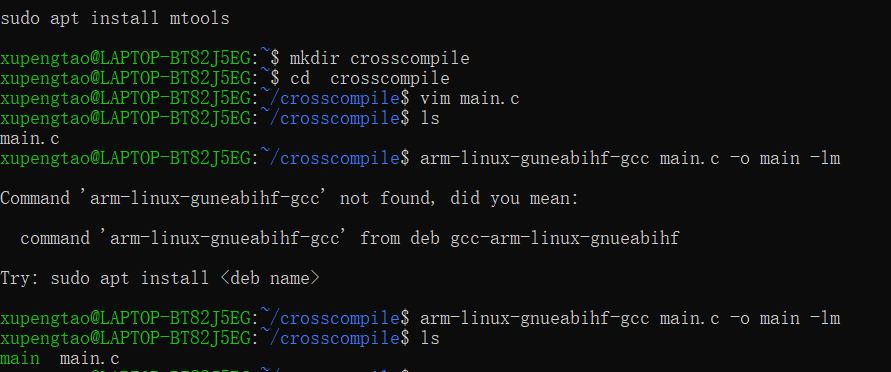 sudo apt install mtools
xupengtao@LAPTOP-BT82J5EG:~$ mkdir crosscompile
xupengtao@LAPTOP-BT82J5EG:~$ cd  crosscompile
xupengtao@LAPTOP-BT82J5EG:~/crosscompile$ vim main.c
xupengtao@LAPTOP-BT82J5EG:~/crosscompile$ ls
main.c
xupengtao@LAPTOP-BT82J5EG:~/crosscompile$ arm-linux-guneabihf-gcc main.c -o main -lm
Command 'arm-linux-guneabihf-gcc' not found, did you mean:
  command 'arm-linux-gnueabihf-gcc' from deb gcc-arm-linux-gnueabihf
Try: sudo apt install <deb name>
xupengtao@LAPTOP-BT82J5EG:~/crosscompile$ arm-linux-gnueabihf-gcc main.c -o main -lm
xupengtao@LAPTOP-BT82J5EG:~/crosscompile$ ls
main  main.c